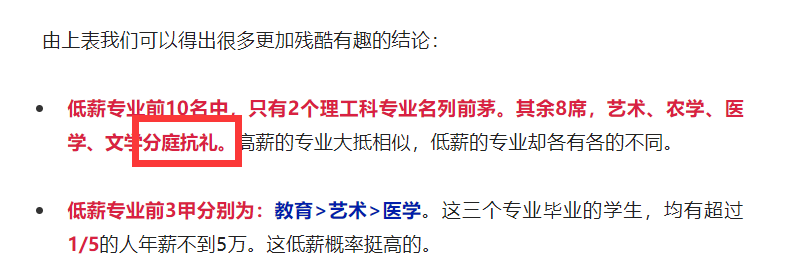 由上表我们可以得出很多更加残酷有趣的结论：
低薪专业前10名中，只有2个理工科专业名列前茅。其余8席，艺术、农学、医
学、文学分庭抗礼。高薪的专业大抵相似，低薪的专业却各有各的不同。
低薪专业前3甲分别为：教育>艺术>医学。这三个专业毕业的学生，均有超过
1/5的人年薪不到5万。这低薪概率挺高的。